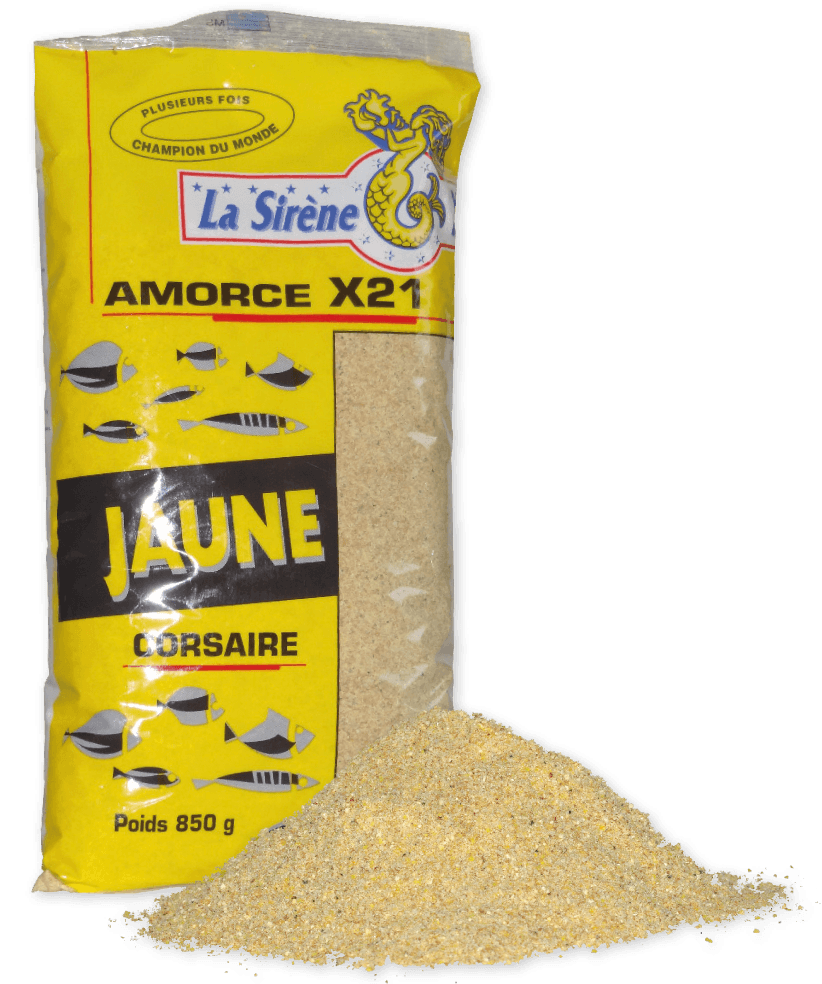 PLUSIEURS FOIS
CHAMPION DU MONDE
La Sirène
AMORCE X21
JAUNE
CORSAIRE
Poids 850 g